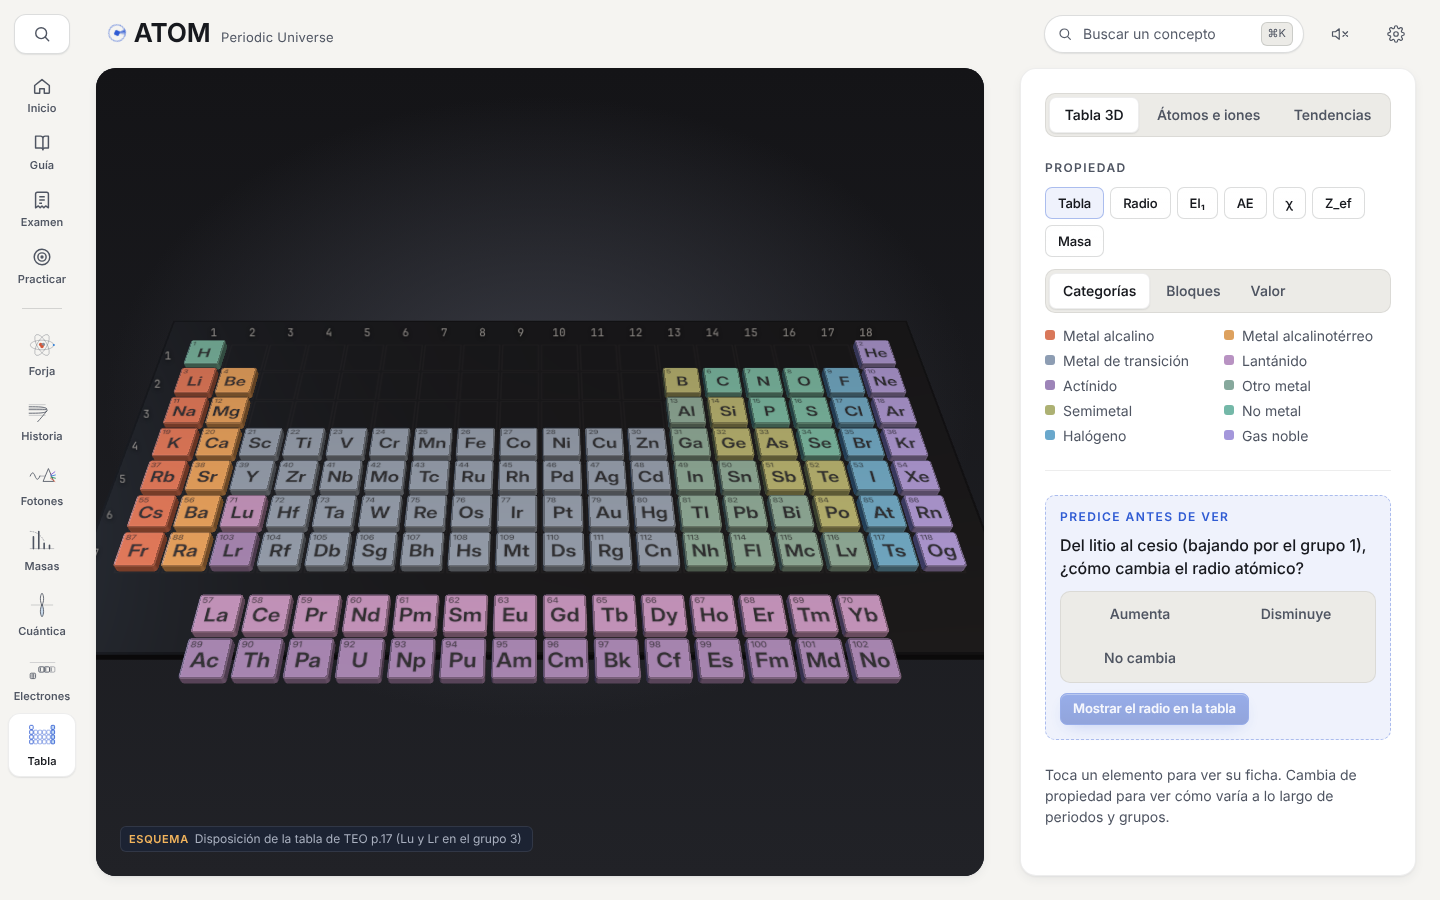 ATOM Periodic Universe
Buscar un concepto ⌘K
Inicio
Guía
Examen
Practicar
Forja
Historia
Fotones
Masas
Cuántica
Electrones
Tabla
1 2 3 4 5 6 7 8 9 10 11 12 13 14 15 16 17 18
1 H He
2 Li Be B C N O F Ne
3 Na Mg Al Si P S Cl Ar
4 K Ca Sc Ti V Cr Mn Fe Co Ni Cu Zn Ga Ge As Se Br Kr
5 Rb Sr Y Zr Nb Mo Tc Ru Rh Pd Ag Cd In Sn Sb Te I Xe
6 Cs Ba Lu Hf Ta W Re Os Ir Pt Au Hg Tl Pb Bi Po At Rn
7 Fr Ra Lr Rf Db Sg Bh Hs Mt Ds Rg Cn Nh Fl Mc Lv Ts Og
La Ce Pr Nd Pm Sm Eu Gd Tb Dy Ho Er Tm Yb
Ac Th Pa U Np Pu Am Cm Bk Cf Es Fm Md No
ESQUEMA Disposición de la tabla de TEO p.17 (Lu y Lr en el grupo 3)
Tabla 3D Átomos e iones Tendencias
PROPIEDAD
Tabla Radio EI₁ AE χ Z_ef
Masa
Categorías Bloques Valor
Metal alcalino Metal alcalinotérreo
Metal de transición Lantánido
Actínido Otro metal
Semimetal No metal
Halógeno Gas noble
PREDICE ANTES DE VER
Del litio al cesio (bajando por el grupo 1),
¿cómo cambia el radio atómico?
Aumenta Disminuye
No cambia
Mostrar el radio en la tabla
Toca un elemento para ver su ficha. Cambia de
propiedad para ver cómo varía a lo largo de
periodos y grupos.